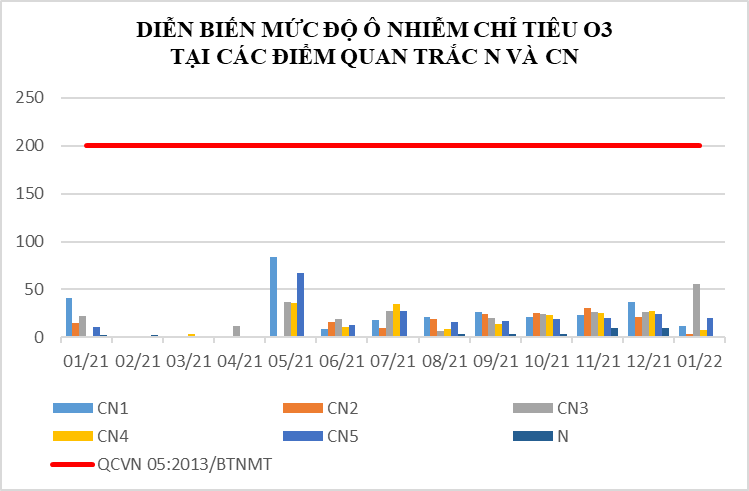 DIỄN BIẾN MỨC ĐỘ Ô NHIỄM CHỈ TIÊU O3
TẠI CÁC ĐIỂM QUAN TRẮC N VÀ CN
250
200
150
100
50
0
01/21 02/21 03/21 04/21 05/21 06/21 07/21 08/21 09/21 10/21 11/21 12/21 01/22
CN1 CN2 CN3
CN4 CN5 N
QCVN 05:2013/BTNMT